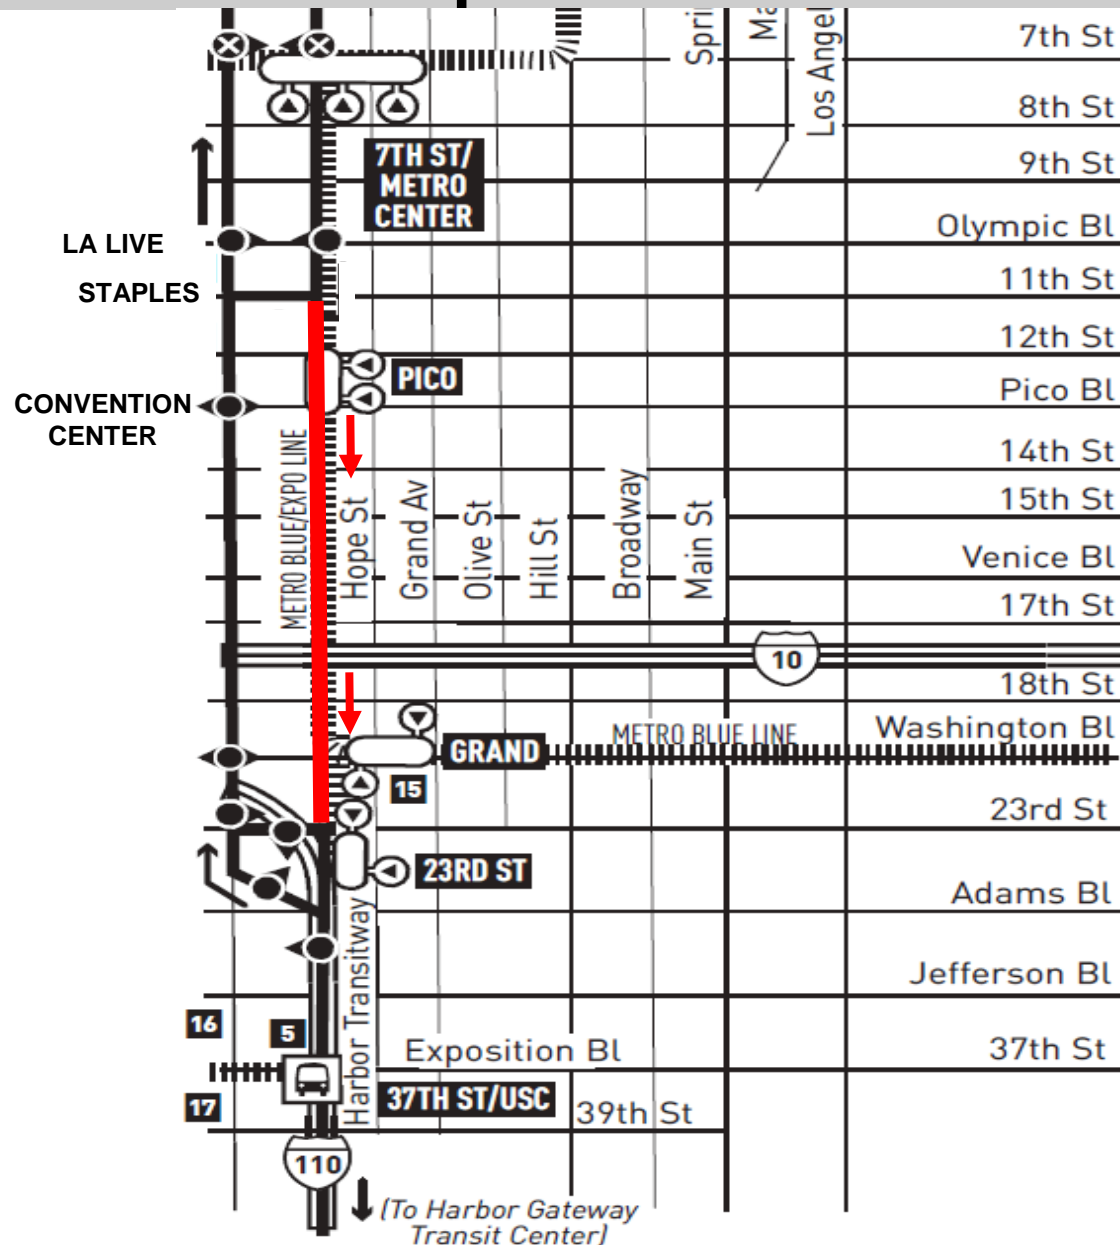 Spri
Ma
Los Angel
7th St
8th St
9th St
7TH ST/
METRO
CENTER
Olympic Bl
LA LIVE
11th St
STAPLES
12th St
PICO
Pico Bl
CONVENTION
CENTER
14th St
METRO BLUE/EXPO LINE
Hope St
Grand Av
Olive St
Hill St
Broadway
Main St
15th St
Venice Bl
17th St
10
18th St
METRO BLUE LINE
Washington Bl
GRAND
15
23rd St
23RD ST
Adams Bl
Harbor Transitway
Jefferson Bl
16
5
Exposition Bl
37th St
17
37TH ST/USC
39th St
110
(To Harbor Gateway
Transit Center)